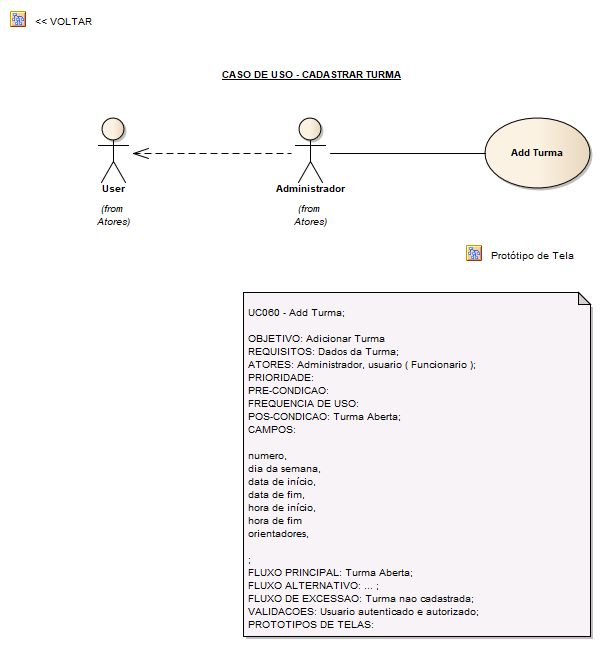 << VOLTAR
CASO DE USO - CADASTRAR TURMA
Add Turma
User
Administrador
(from
Atores)
(from
Atores)
Protótipo de Tela
UC060 - Add Turma;
OBJETIVO: Adicionar Turma
REQUISITOS: Dados da Turma;
ATORES: Administrador, usuario ( Funcionario );
PRIORIDADE:
PRE-CONDICAO:
FREQUENCIA DE USO:
POS-CONDICAO: Turma Aberta;
CAMPOS:
numero,
dia da semana,
data de início,
data de fim,
hora de início,
hora de fim
orientadores,
;
FLUXO PRINCIPAL: Turma Aberta;
FLUXO ALTERNATIVO: ... ;
FLUXO DE EXCESSAO: Turma nao cadastrada;
VALIDACOES: Usuario autenticado e autorizado;
PROTOTIPOS DE TELAS: